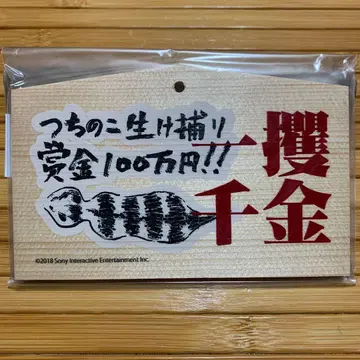 つちのこ生け捕り
賞金100万円!!
一攫
千金
©2018 Sony Interactive Entertainment Inc.